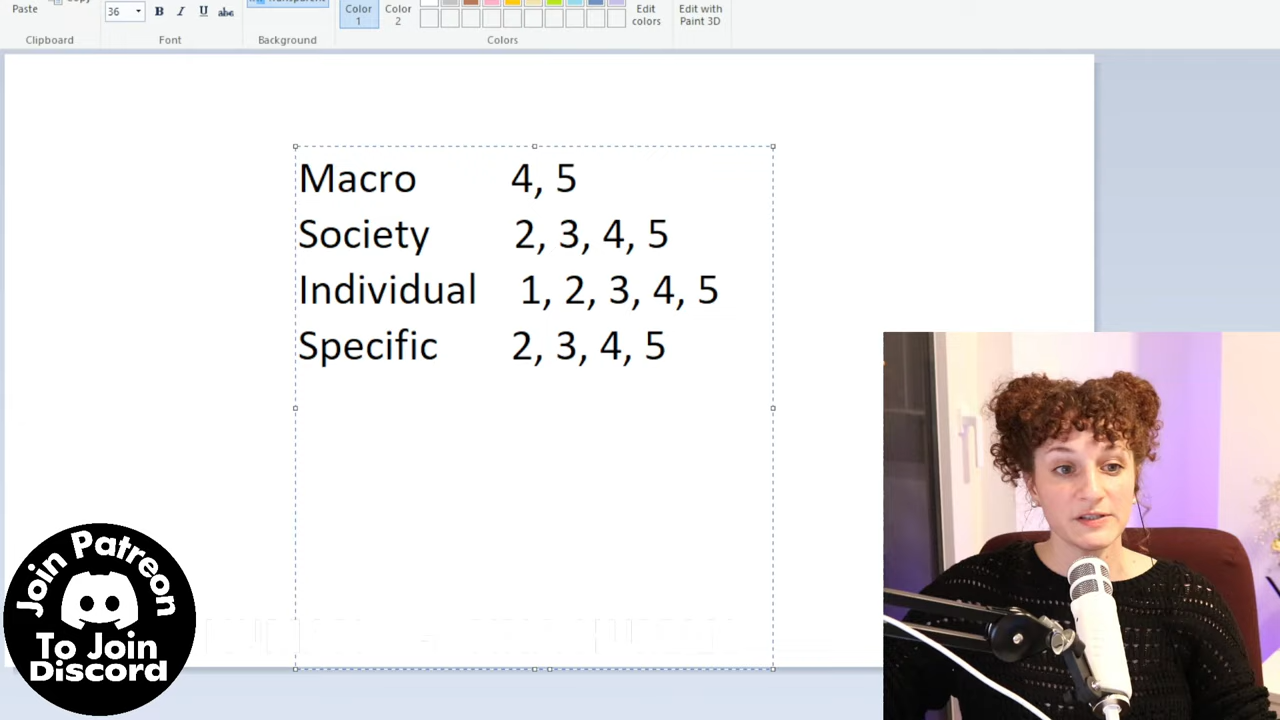 Paste
36
B I U abc
Color 1
Color 2
Edit colors
Edit with Paint 3D
Clipboard
Font
Background
Colors
Macro 4, 5
Society 2, 3, 4, 5
Individual 1, 2, 3, 4, 5
Specific 2, 3, 4, 5
Join Patreon
To Join
Discord